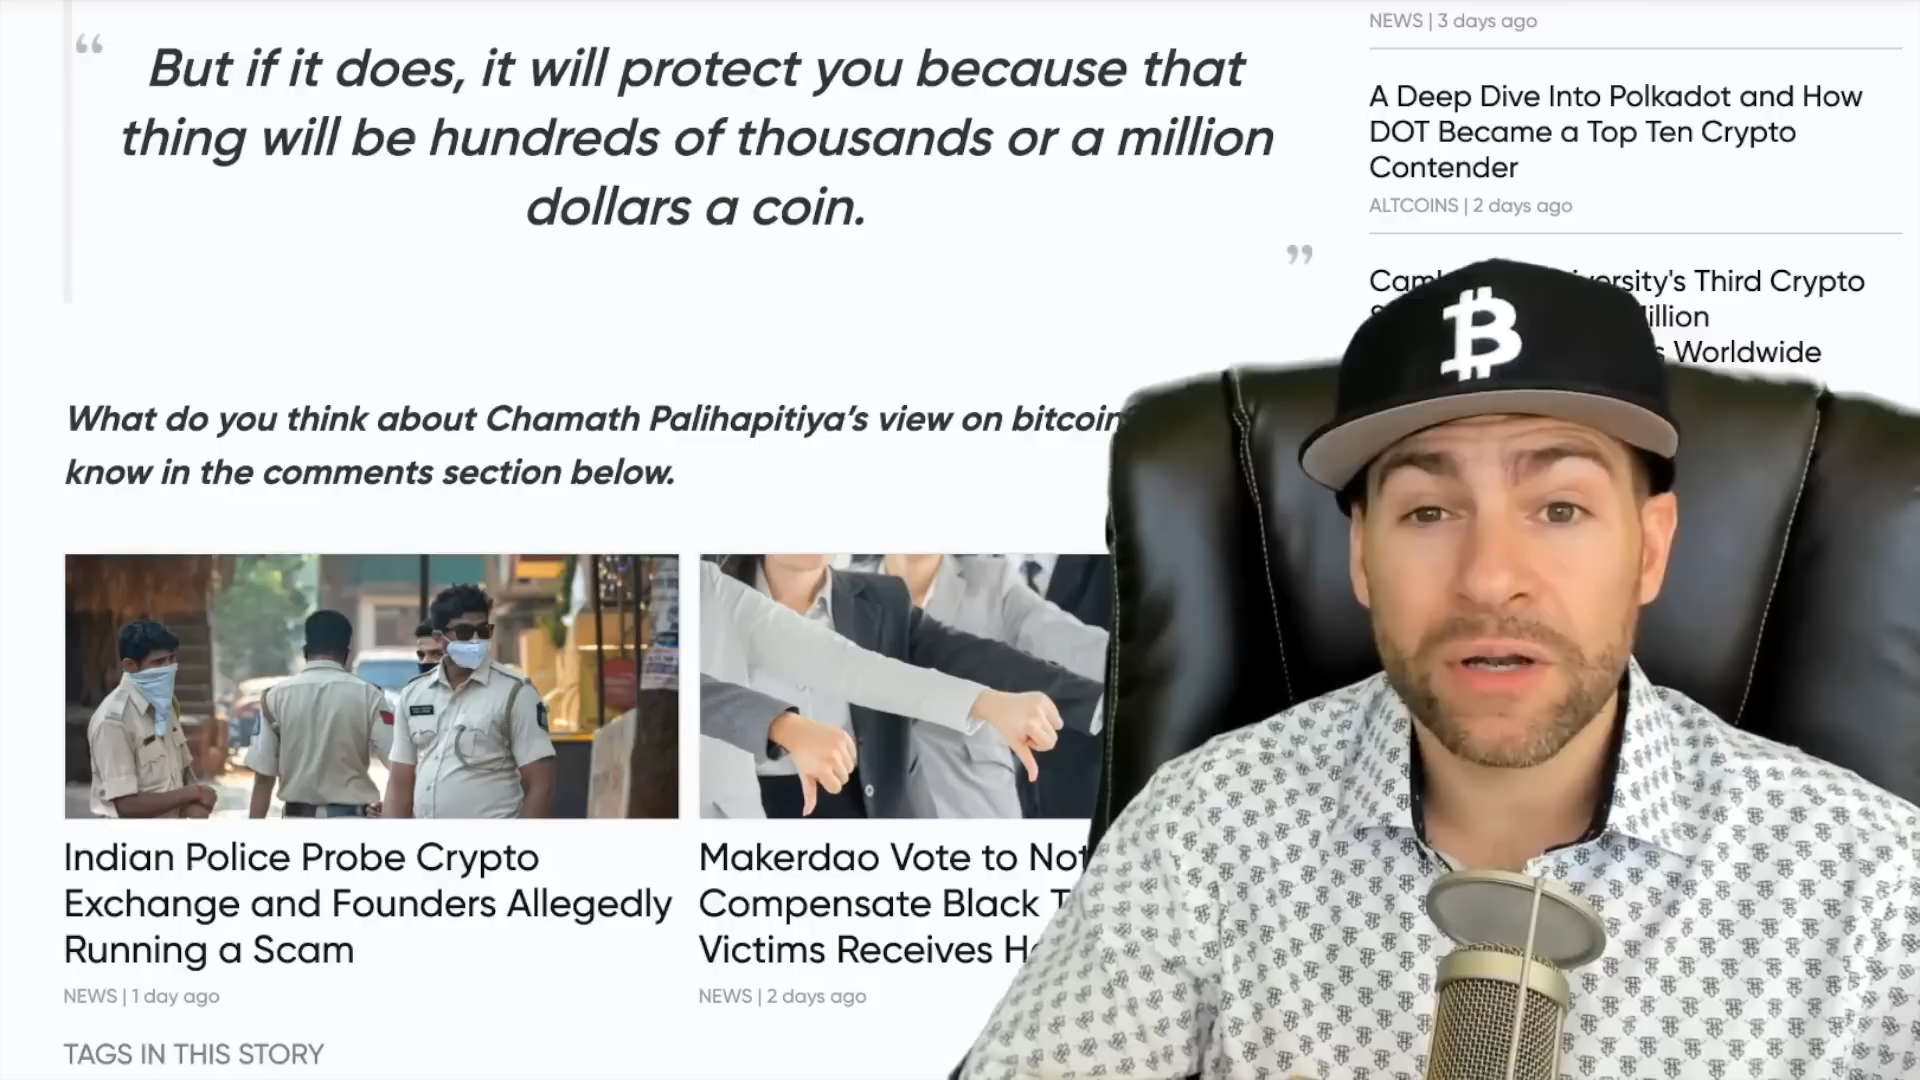 “
But if it does, it will protect you because that
thing will be hundreds of thousands or a million
dollars a coin.
”
What do you think about Chamath Palihapitiya’s view on bitcoin
know in the comments section below.
Indian Police Probe Crypto
Exchange and Founders Allegedly
Running a Scam
NEWS | 1 day ago
Makerdao Vote to Not
Compensate Black
Victims Receives
NEWS | 2 days ago
TAGS IN THIS STORY
NEWS | 3 days ago
A Deep Dive Into Polkadot and How
DOT Became a Top Ten Crypto
Contender
ALTCOINS | 2 days ago
Third Crypto
Worldwide